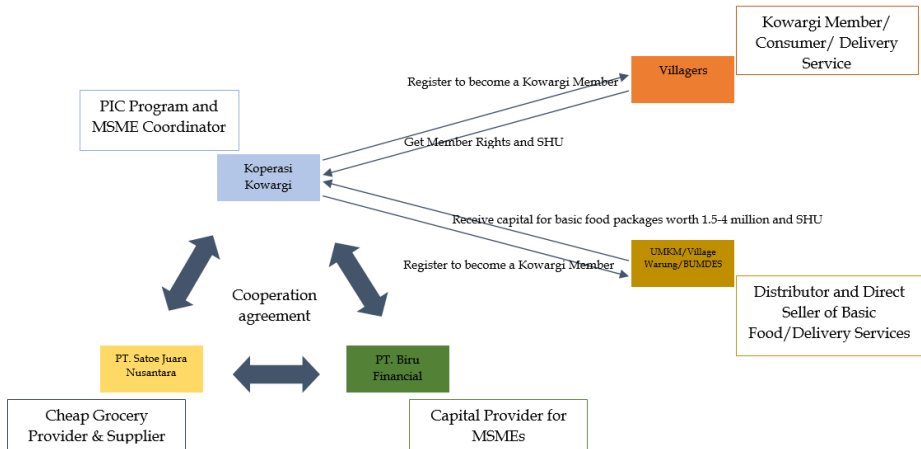 Kowargi Member/
Consumer/ Delivery
Service
Villagers
Register to become a Kowargi Member
PIC Program and
MSME Coordinator
Get Member Rights and SHU
Koperasi
Kowargi
Receive capital for basic food packages worth 1.5-4 million and SHU
UMKM/Village
Warung/BUMDES
Register to become a Kowargi Member
Distributor and Direct
Seller of Basic
Food/Delivery Services
Cooperation
agreement
PT. Satoe Juara
Nusantara
PT. Biru
Financial
Cheap Grocery
Provider & Supplier
Capital Provider for
MSMEs